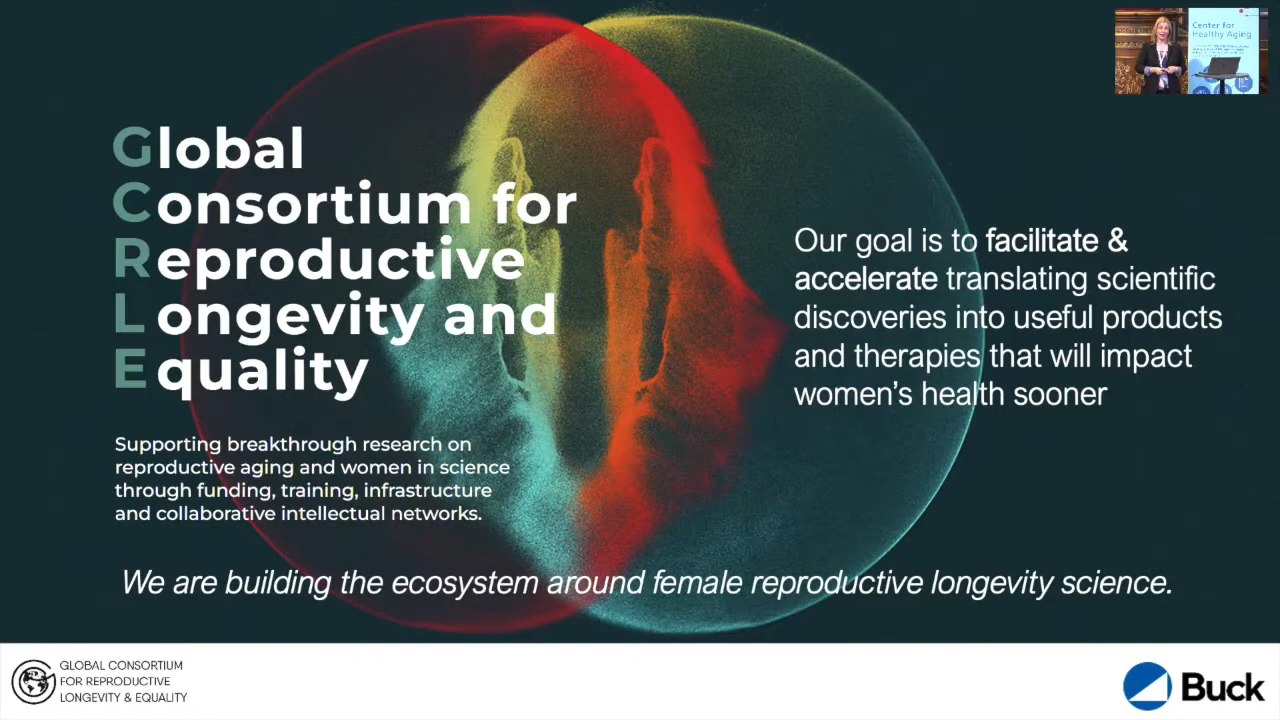 Center for
Healthy Aging
Global
Consortium for
Reproductive
Longevity and
Equality
Our goal is to facilitate &
accelerate translating scientific
discoveries into useful products
and therapies that will impact
women's health sooner
Supporting breakthrough research on
reproductive aging and women in science
through funding, training, infrastructure
and collaborative intellectual networks.
We are building the ecosystem around female reproductive longevity science.
GLOBAL CONSORTIUM
FOR REPRODUCTIVE
LONGEVITY & EQUALITY
Buck